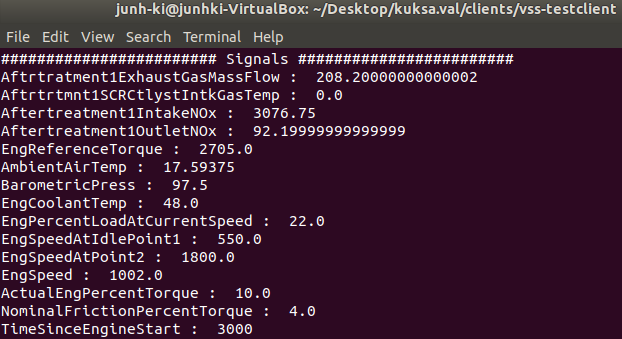 junh-ki@junhki-VirtualBox: ~/Desktop/kuksa.val/clients/vss-testclient
File Edit View Search Terminal Help
######################## Signals ########################
Aftrtratment1ExhaustGasMassFlow :  208.20000000000002
Aftrtrtmnt1SCRCtlystIntkGasTemp :  0.0
Aftertreatment1IntakeNOx :  3076.75
Aftertreatment1OutletNOx :  92.19999999999999
EngReferenceTorque :  2705.0
AmbientAirTemp :  17.59375
BarometricPress :  97.5
EngCoolantTemp :  48.0
EngPercentLoadAtCurrentSpeed :  22.0
EngSpeedAtIdlePoint1 :  550.0
EngSpeedAtPoint2 :  1800.0
EngSpeed :  1002.0
ActualEngPercentTorque :  10.0
NominalFrictionPercentTorque :  4.0
TimeSinceEngineStart :  3000